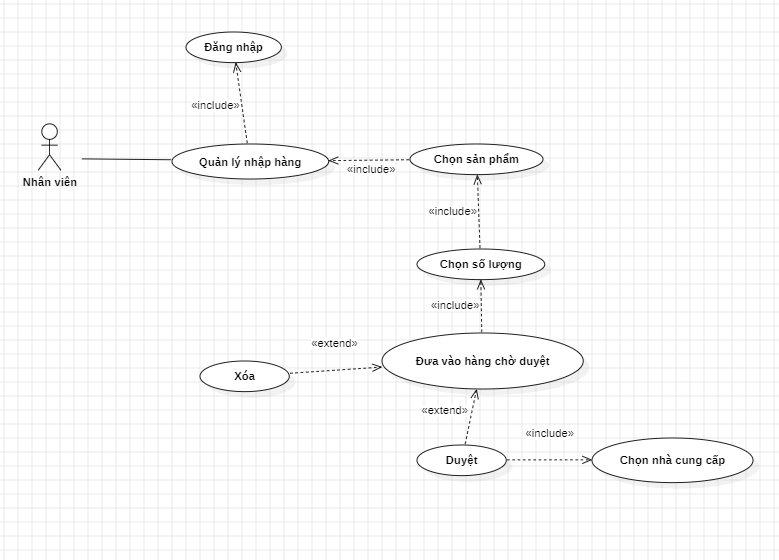 Đăng nhập
«include»
Nhân viên
Quản lý nhập hàng
«include»
Chọn sản phẩm
«include»
Chọn số lượng
«include»
«extend»
Đưa vào hàng chờ duyệt
Xóa
«extend»
«include»
Duyệt
Chọn nhà cung cấp